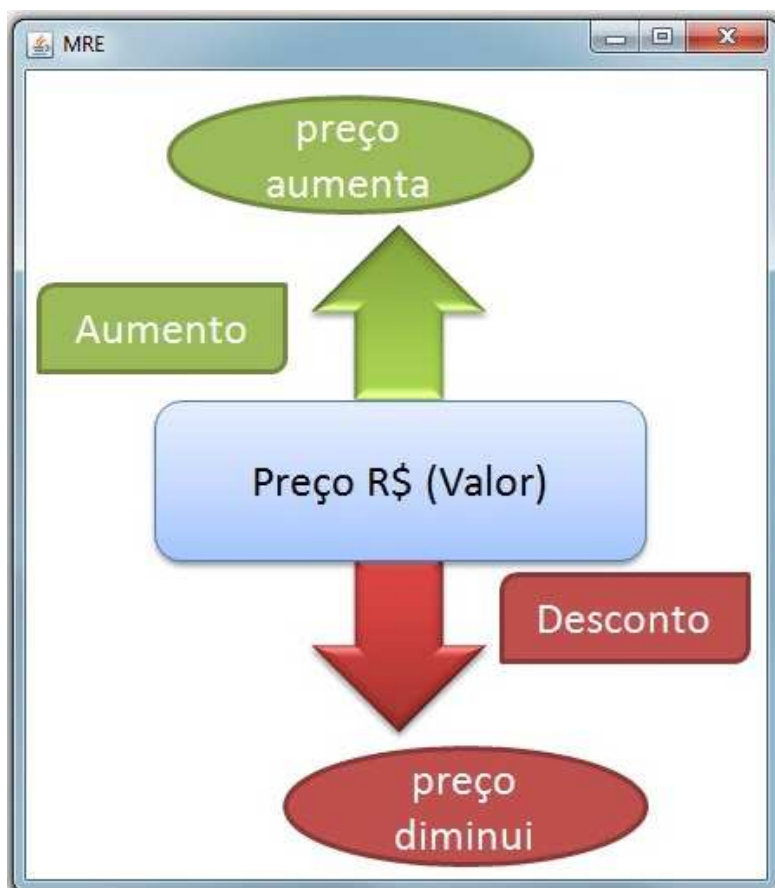 MRE
preço
aumenta
Aumento
Preço R$ (Valor)
Desconto
preço
diminui